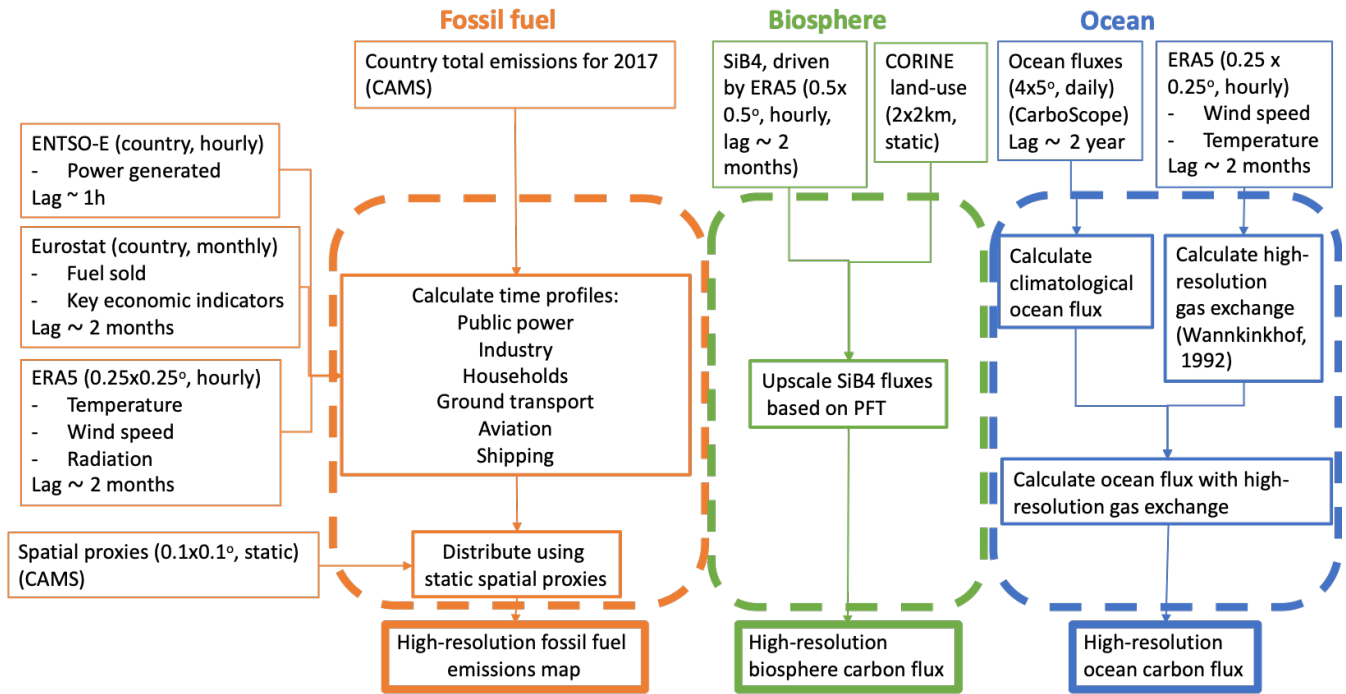 Fossil fuel
Country total emissions for 2017
(CAMS)
ENTSO-E (country, hourly)
- Power generated
Lag ~ 1h
Eurostat (country, monthly)
- Fuel sold
- Key economic indicators
Lag ~ 2 months
ERA5 (0.25x0.25°, hourly)
- Temperature
- Wind speed
- Radiation
Lag ~ 2 months
Spatial proxies (0.1x0.1°, static)
(CAMS)
Calculate time profiles:
Public power
Industry
Households
Ground transport
Aviation
Shipping
Distribute using
static spatial proxies
High-resolution fossil fuel
emissions map
Biosphere
SiB4, driven
by ERA5 (0.5x
0.5°, hourly,
lag ~ 2
months)
CORINE
land-use
(2x2km,
static)
Upscale SiB4 fluxes
based on PFT
High-resolution
biosphere carbon flux
Ocean
Ocean fluxes
(4x5°, daily)
(CarboScope)
Lag ~ 2 year
ERA5 (0.25 x
0.25°, hourly)
- Wind speed
- Temperature
Lag ~ 2 months
Calculate
climatological
ocean flux
Calculate high-
resolution
gas exchange
(Wannkinkhof,
1992)
Calculate ocean flux with high-
resolution gas exchange
High-resolution
ocean carbon flux